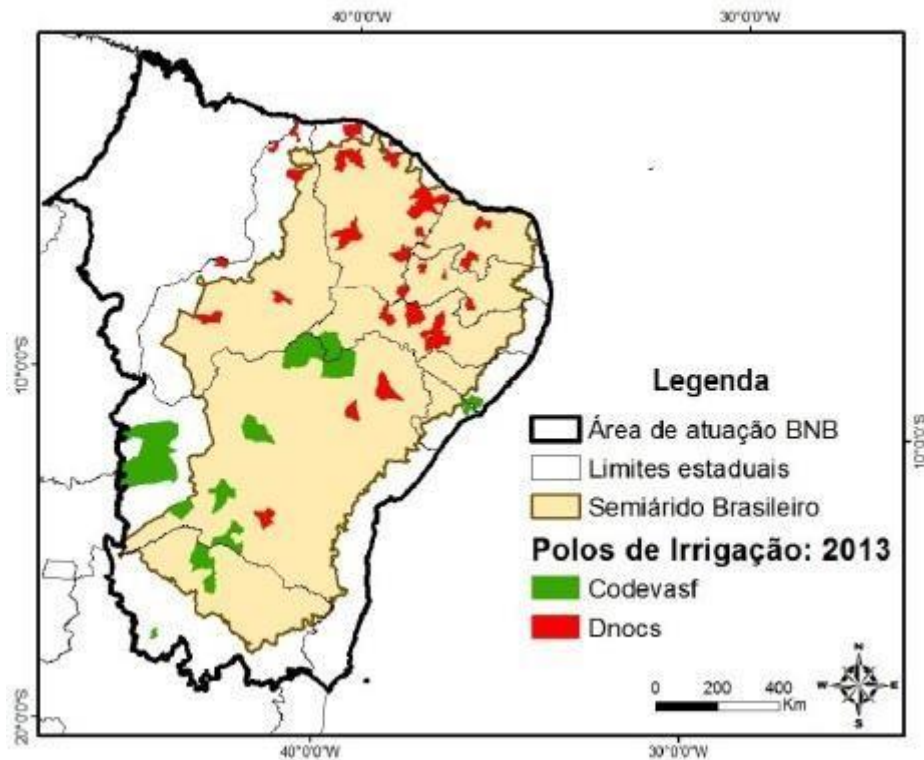 40°0'0"W
30°0'0"W
10°0'0"S
10°0'0"S
Legenda
Área de atuação BNB
Limites estaduais
Semiárido Brasileiro
Polos de Irrigação: 2013
Codevasf
Dnocs
0 200 400
Km
N
W E
S
20°0'0"S
40°0'0"W
30°0'0"W